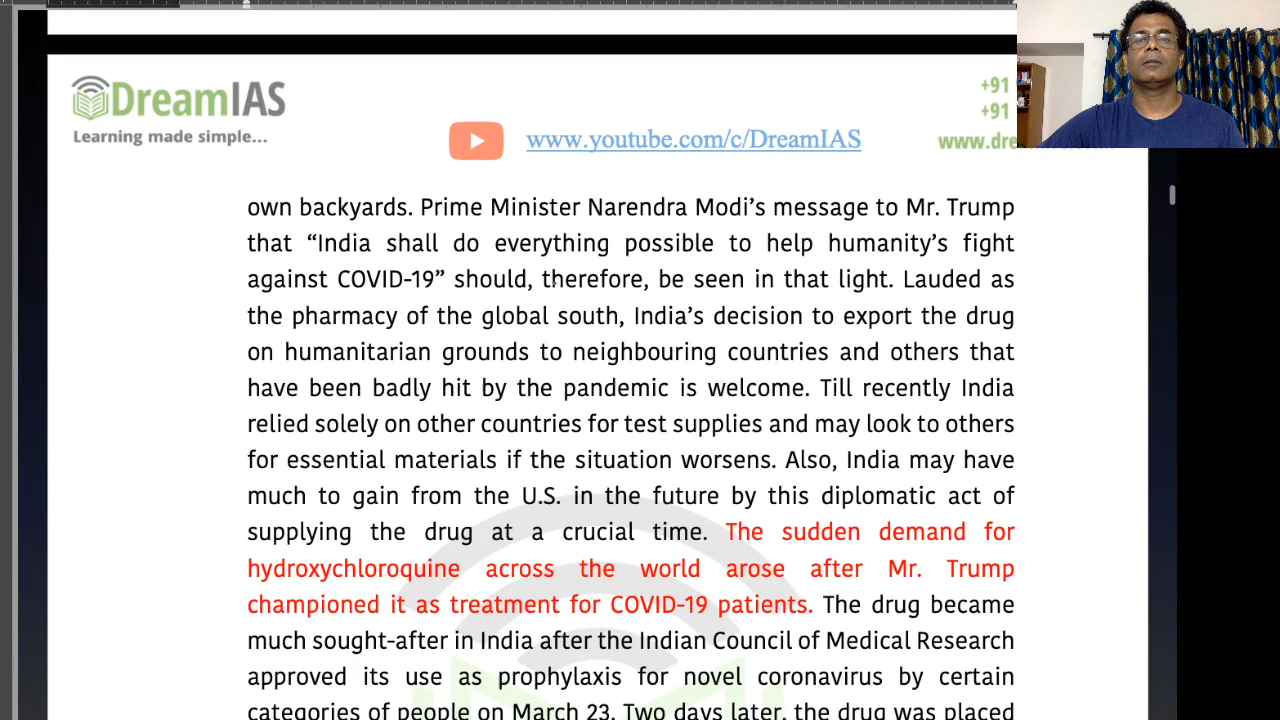 DreamIAS
Learning made simple...
www.youtube.com/c/DreamIAS
+91
+91
www.dre
own backyards. Prime Minister Narendra Modi’s message to Mr. Trump
that “India shall do everything possible to help humanity’s fight
against COVID-19” should, therefore, be seen in that light. Lauded as
the pharmacy of the global south, India’s decision to export the drug
on humanitarian grounds to neighbouring countries and others that
have been badly hit by the pandemic is welcome. Till recently India
relied solely on other countries for test supplies and may look to others
for essential materials if the situation worsens. Also, India may have
much to gain from the U.S. in the future by this diplomatic act of
supplying the drug at a crucial time. The sudden demand for
hydroxychloroquine across the world arose after Mr. Trump
championed it as treatment for COVID-19 patients. The drug became
much sought-after in India after the Indian Council of Medical Research
approved its use as prophylaxis for novel coronavirus by certain
categories of people on March 23. Two days later, the drug was placed